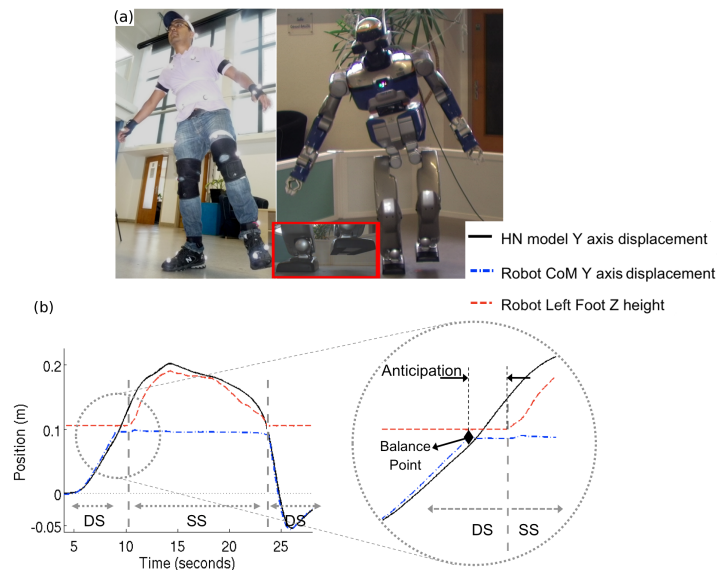 (a)
HN model Y axis displacement
Robot CoM Y axis displacement
Robot Left Foot Z height
(b)
0.2
0.1
0
-0.05
Position (m)
DS
SS
DS
4 5
10
15
20
25
Time (seconds)
Anticipation
Balance
Point
DS
SS